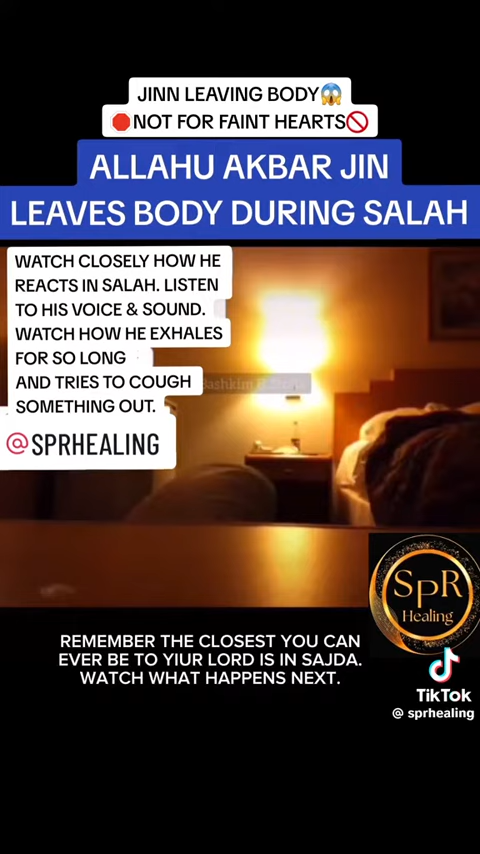 JINN LEAVING BODY😱
🛑NOT FOR FAINT HEARTS🚫
ALLAHU AKBAR JIN
LEAVES BODY DURING SALAH
WATCH CLOSELY HOW HE
REACTS IN SALAH. LISTEN
TO HIS VOICE & SOUND.
WATCH HOW HE EXHALES
FOR SO LONG
AND TRIES TO COUGH
SOMETHING OUT.
@SPRHEALING
SpR
Healing
REMEMBER THE CLOSEST YOU CAN
EVER BE TO YIUR LORD IS IN SAJDA.
WATCH WHAT HAPPENS NEXT.
TikTok
@ sprhealing